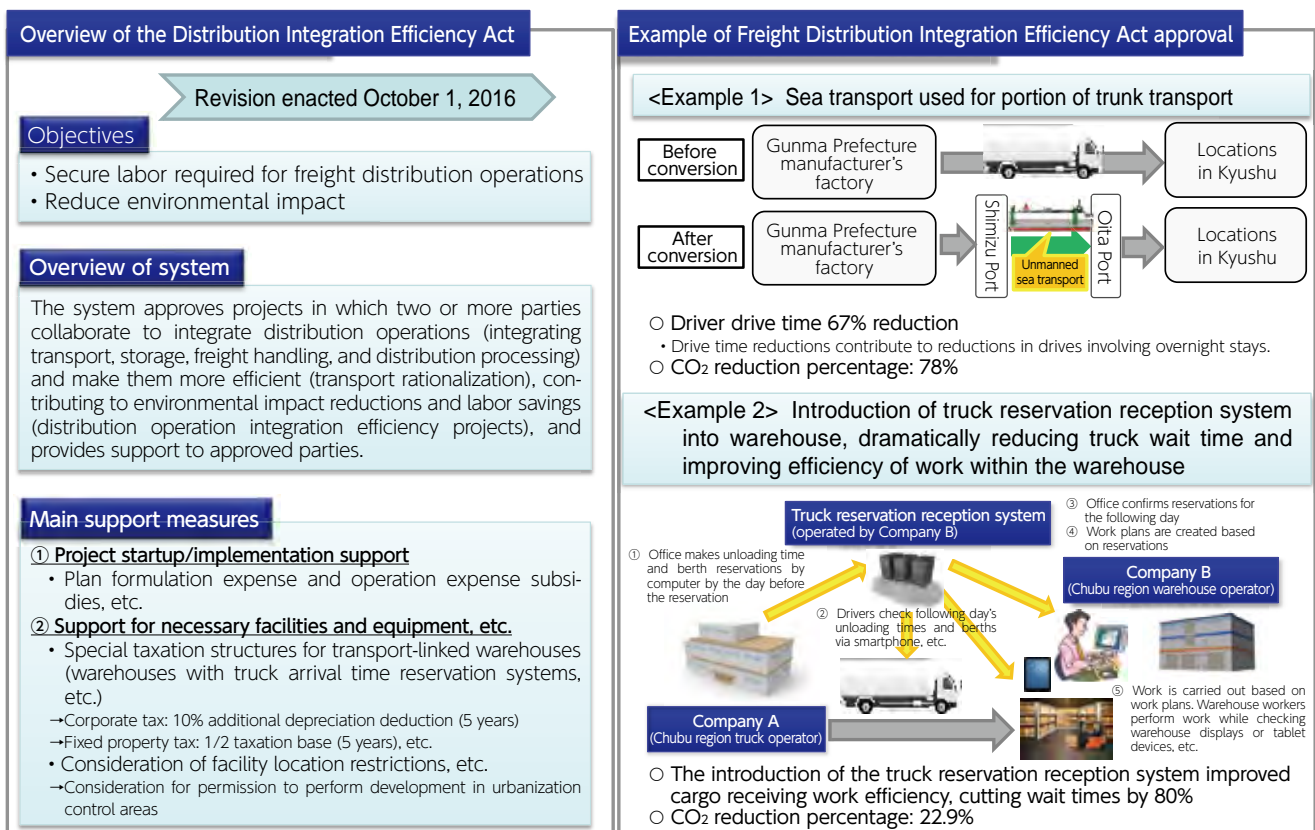 Overview of the Distribution Integration Efficiency Act
Revision enacted October 1, 2016
Objectives
・Secure labor required for freight distribution operations
・Reduce environmental impact
Overview of system
The system approves projects in which two or more parties
collaborate to integrate distribution operations (integrating
transport, storage, freight handling, and distribution processing)
and make them more efficient (transport rationalization), con-
tributing to environmental impact reductions and labor savings
(distribution operation integration efficiency projects), and
provides support to approved parties.
Main support measures
① Project startup/implementation support
・Plan formulation expense and operation expense subsi-
dies, etc.
② Support for necessary facilities and equipment, etc.
・Special taxation structures for transport-linked warehouses
(warehouses with truck arrival time reservation systems,
etc.)
→Corporate tax: 10% additional depreciation deduction (5 years)
→Fixed property tax: 1/2 taxation base (5 years), etc.
・Consideration of facility location restrictions, etc.
→Consideration for permission to perform development in urbanization
control areas
Example of Freight Distribution Integration Efficiency Act approval
<Example 1> Sea transport used for portion of trunk transport
Before
conversion
Gunma Prefecture
manufacturer's
factory
Locations
in Kyushu
After
conversion
Gunma Prefecture
manufacturer's
factory
Shimizu Port
Unmanned
sea transport
Oita Port
Locations
in Kyushu
○ Driver drive time 67% reduction
・Drive time reductions contribute to reductions in drives involving overnight stays.
○ CO2 reduction percentage: 78%
<Example 2> Introduction of truck reservation reception system
into warehouse, dramatically reducing truck wait time and
improving efficiency of work within the warehouse
Truck reservation reception system
(operated by Company B)
① Office makes unloading time
and berth reservations by
computer by the day before
the reservation
② Drivers check following day's
unloading times and berths
via smartphone, etc.
③ Office confirms reservations for
the following day
④ Work plans are created based
on reservations
Company B
(Chubu region warehouse operator)
Company A
(Chubu region truck operator)
⑤ Work is carried out based on
work plans. Warehouse workers
perform work while checking
warehouse displays or tablet
devices, etc.
○ The introduction of the truck reservation reception system improved
cargo receiving work efficiency, cutting wait times by 80%
○ CO2 reduction percentage: 22.9%